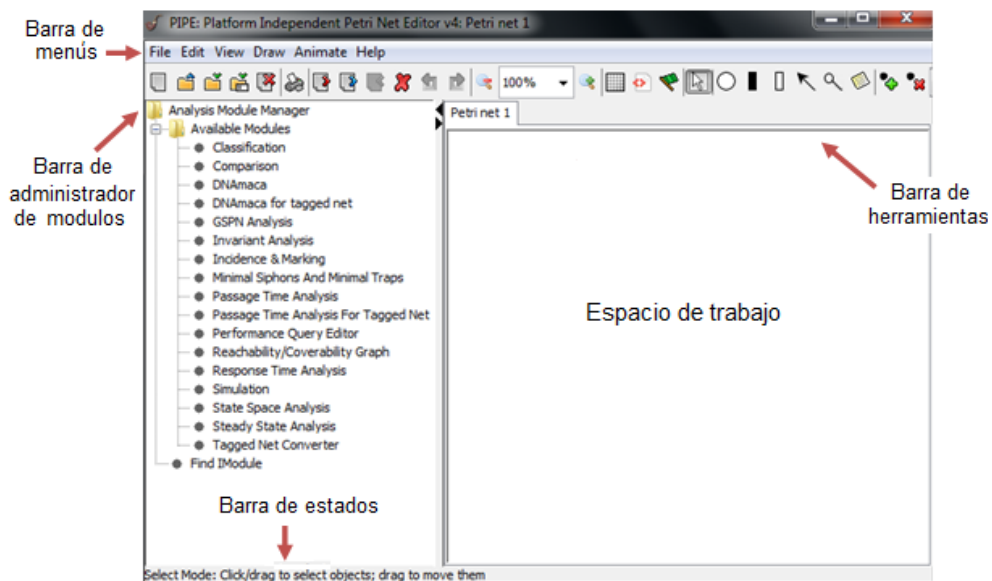 PIPE: Platform Independent Petri Net Editor v4: Petri net 1
Barra de
menús
File Edit View Draw Animate Help
100%
Analysis Module Manager
Petri net 1
Available Modules
Classification
Comparison
DNAmaca
DNAmaca for tagged net
GSPN Analysis
Invariant Analysis
Incidence & Marking
Minimal Siphons And Minimal Traps
Passage Time Analysis
Passage Time Analysis For Tagged Net
Performance Query Editor
Reachability/Coverability Graph
Response Time Analysis
Simulation
State Space Analysis
Steady State Analysis
Tagged Net Converter
Find IModule
Barra de
administrador
de modulos
Barra de
herramientas
Espacio de trabajo
Barra de estados
Select Mode: Click/drag to select objects; drag to move them